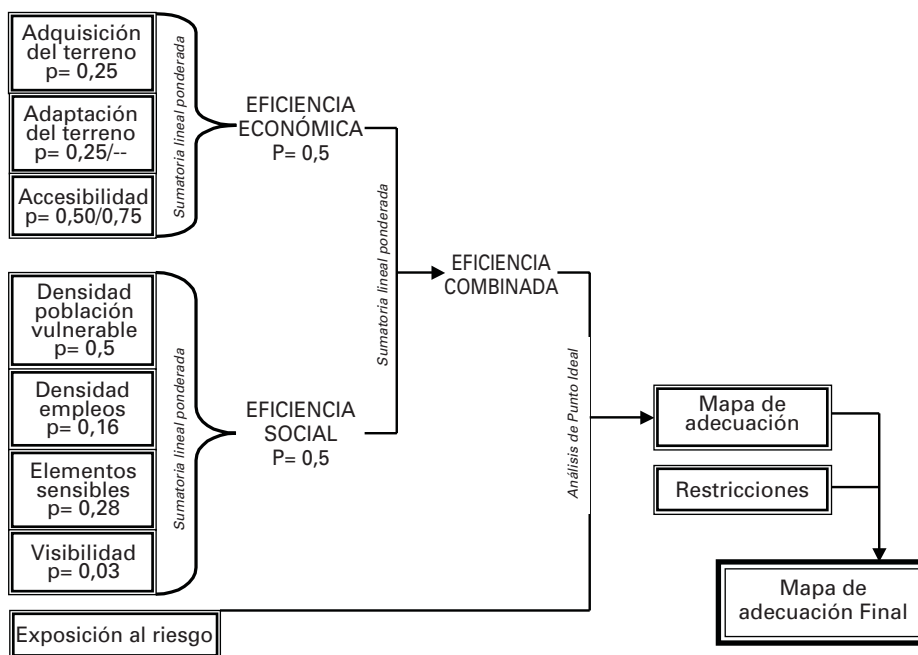 Adquisición
del terreno
p= 0,25
Adaptación
del terreno
p= 0,25/--
Accesibilidad
p= 0,50/0,75
Sumatoria lineal ponderada
EFICIENCIA
ECONÓMICA
P= 0,5
Densidad
población
vulnerable
p= 0,5
Densidad
empleos
p= 0,16
Elementos
sensibles
p= 0,28
Visibilidad
p= 0,03
Sumatoria lineal ponderada
EFICIENCIA
SOCIAL
P= 0,5
Sumatoria lineal ponderada
EFICIENCIA
COMBINADA
Exposición al riesgo
Análisis de Punto Ideal
Mapa de
adecuación
Restricciones
Mapa de
adecuación Final